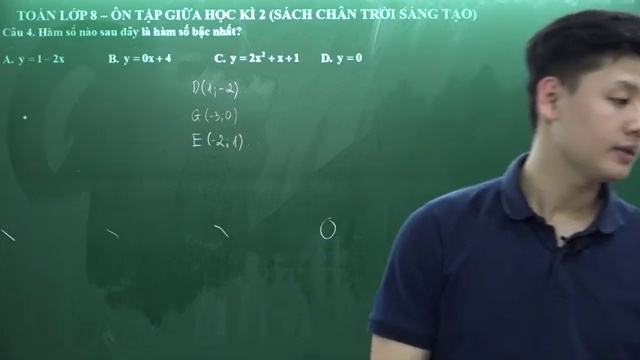 TOÁN LỚP 8 – ÔN TẬP GIỮA HỌC KÌ 2 (SÁCH CHÂN TRỜI SÁNG TẠO)
Câu 4. Hàm số nào sau đây là hàm số bậc nhất?
A. y = 1 – 2x B. y = 0x + 4 C. y = 2x² + x + 1 D. y = 0
D(1; -2)
G(-3; 0)
E(-2; 1)